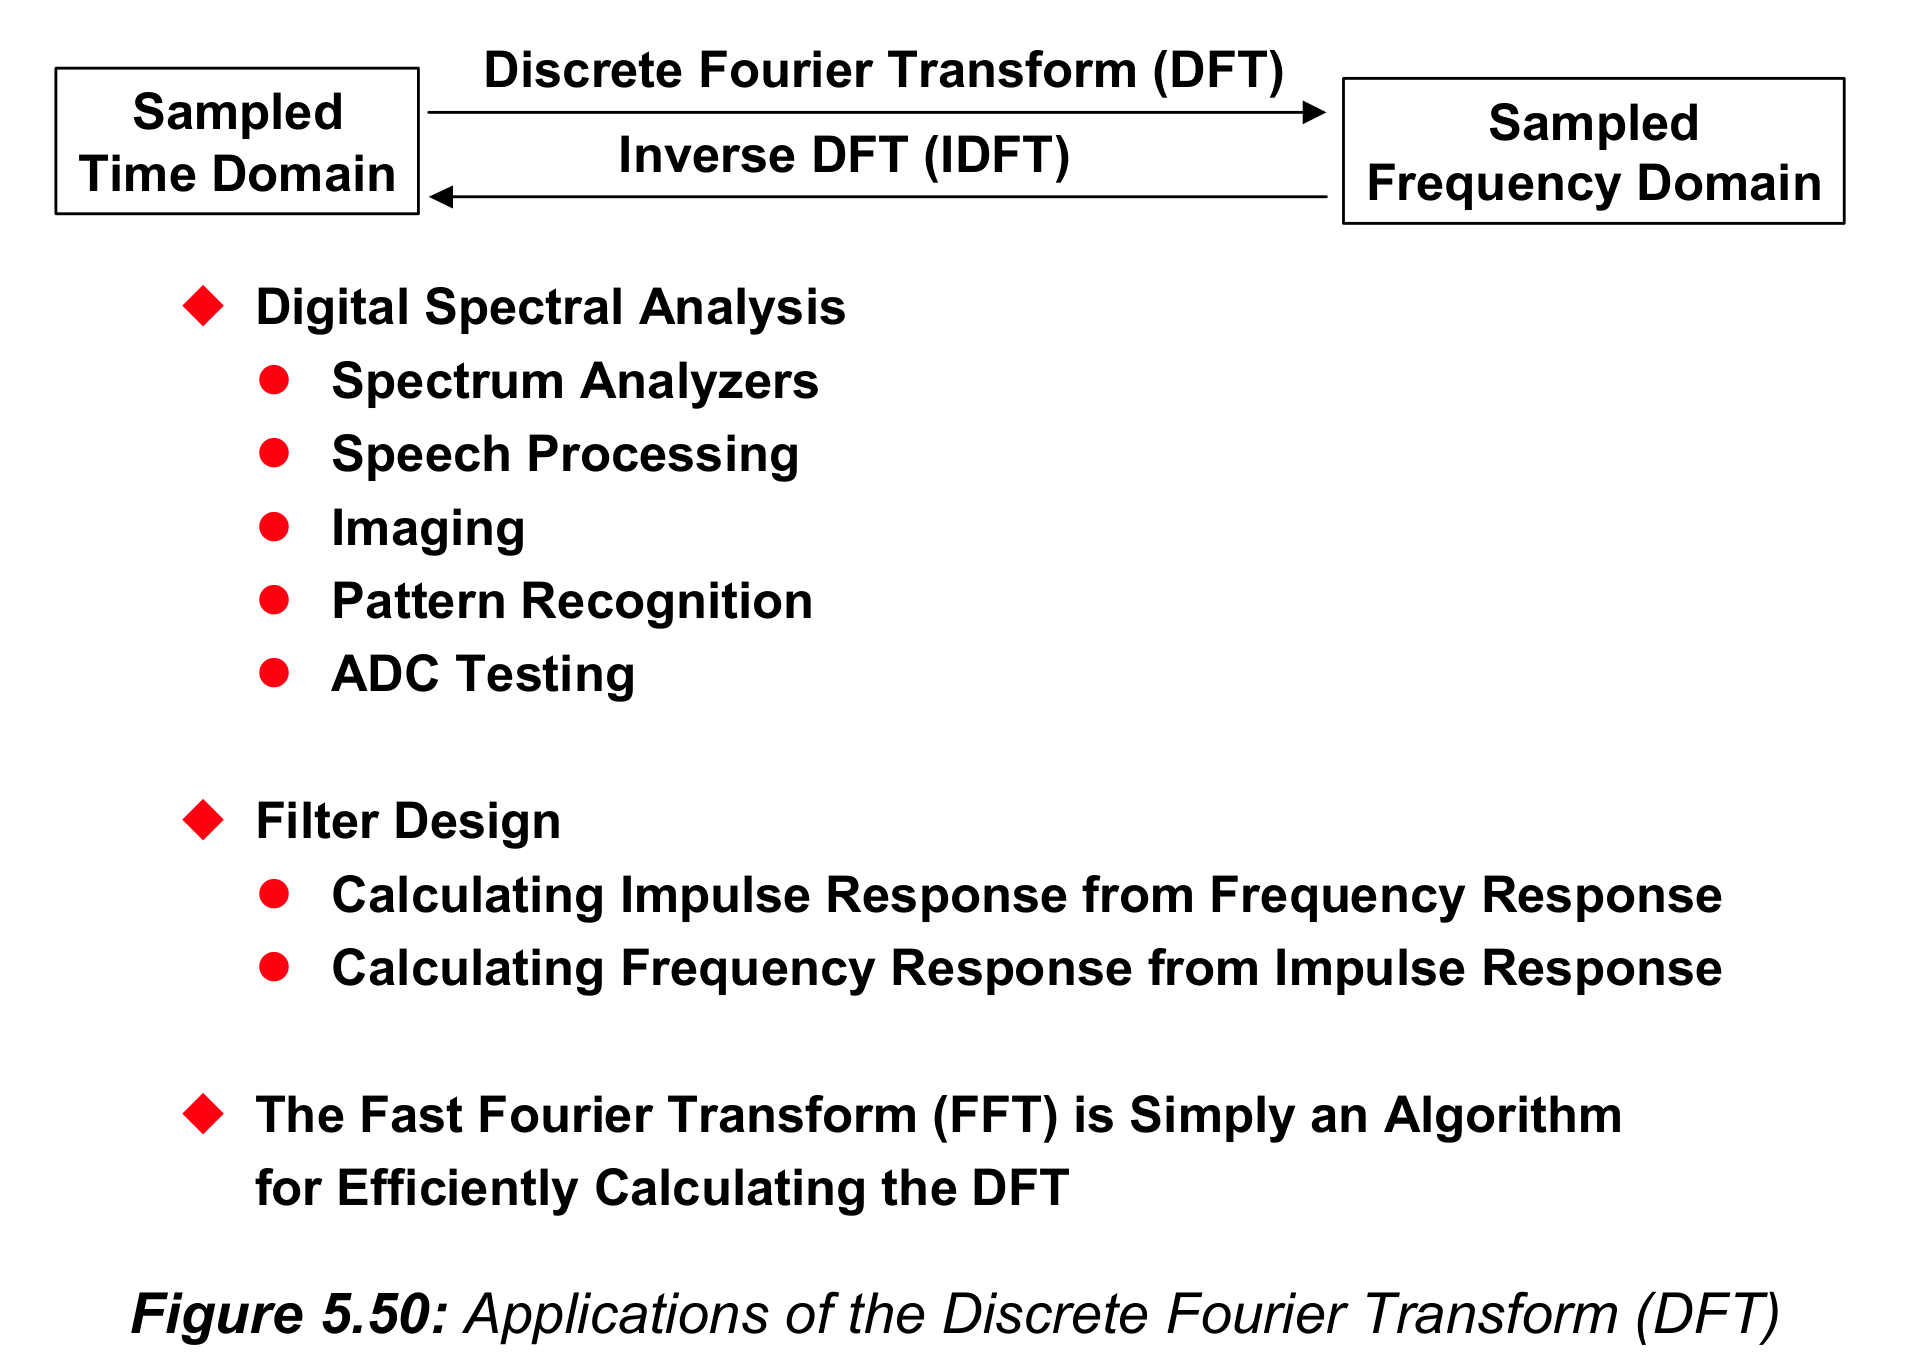 Discrete Fourier Transform (DFT)
Sampled
Time Domain
Inverse DFT (IDFT)
Sampled
Frequency Domain
Digital Spectral Analysis
Spectrum Analyzers
Speech Processing
Imaging
Pattern Recognition
ADC Testing
Filter Design
Calculating Impulse Response from Frequency Response
Calculating Frequency Response from Impulse Response
The Fast Fourier Transform (FFT) is Simply an Algorithm
for Efficiently Calculating the DFT
Figure 5.50: Applications of the Discrete Fourier Transform (DFT)